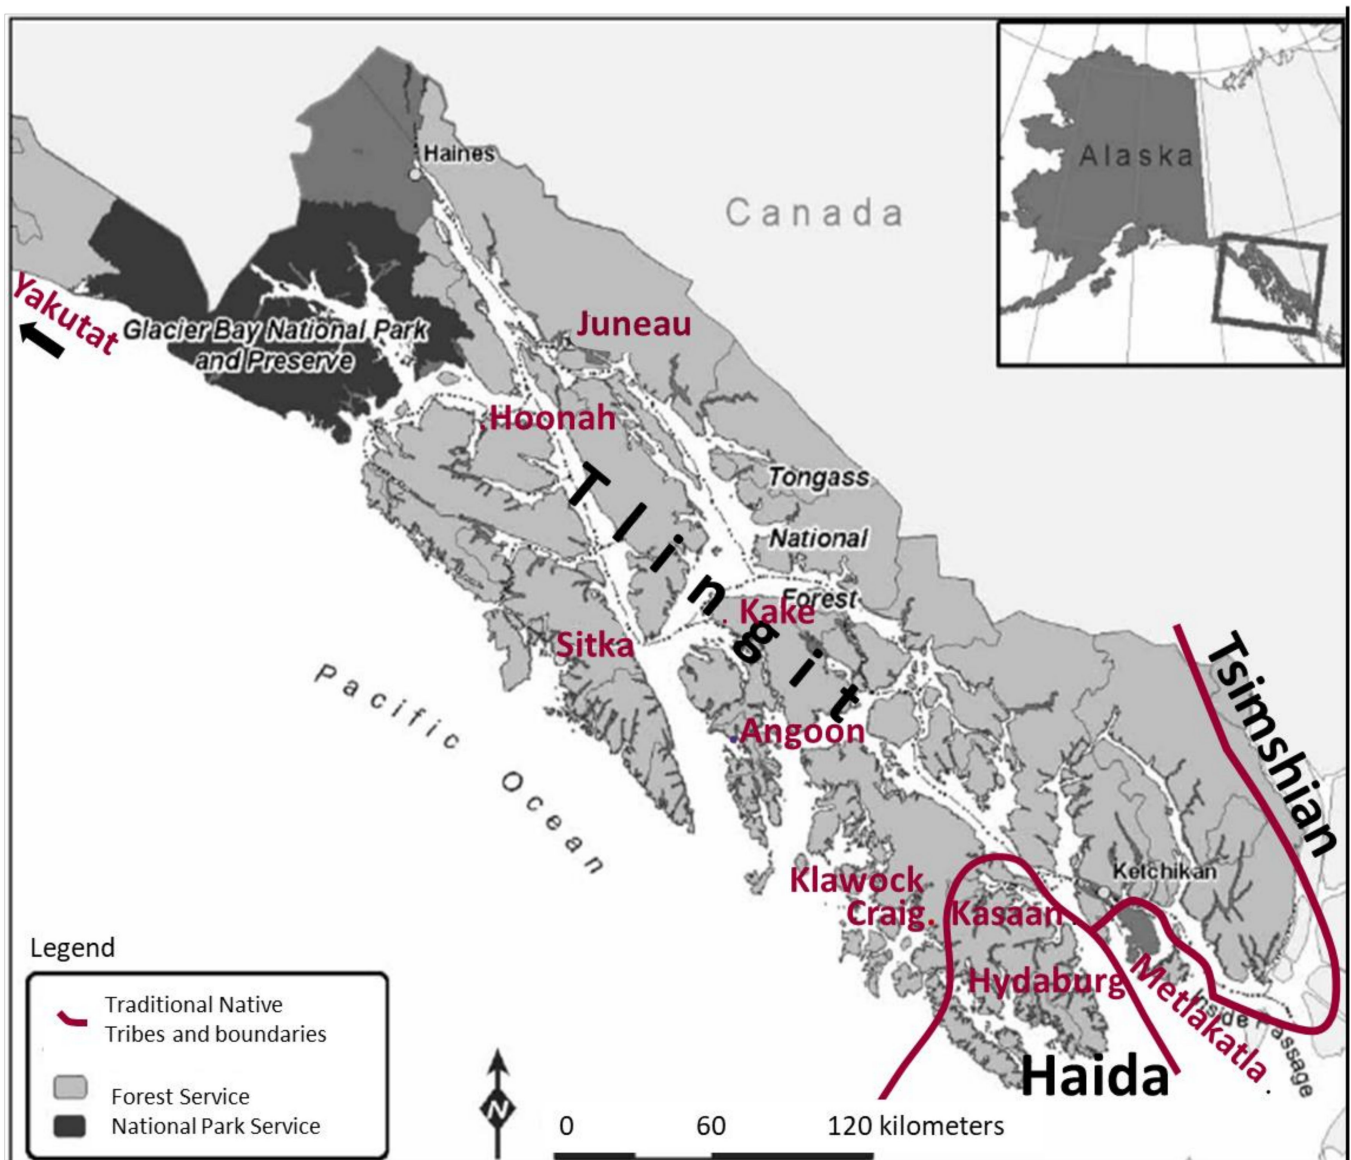 Haines
Canada
Alaska
Yakutat
Glacier Bay National Park
and Preserve
Juneau
Hoonah
Tlingit
Tongass
National
Forest
Kake
Sitka
Tsimshian
Pacific Ocean
Angoon
Ketchikan
Klawock
Craig
Kasaan
Hydaburg
Metlakatla
Inside Passage
Haida
Legend
Traditional Native
Tribes and boundaries
Forest Service
National Park Service
N
0 60 120 kilometers